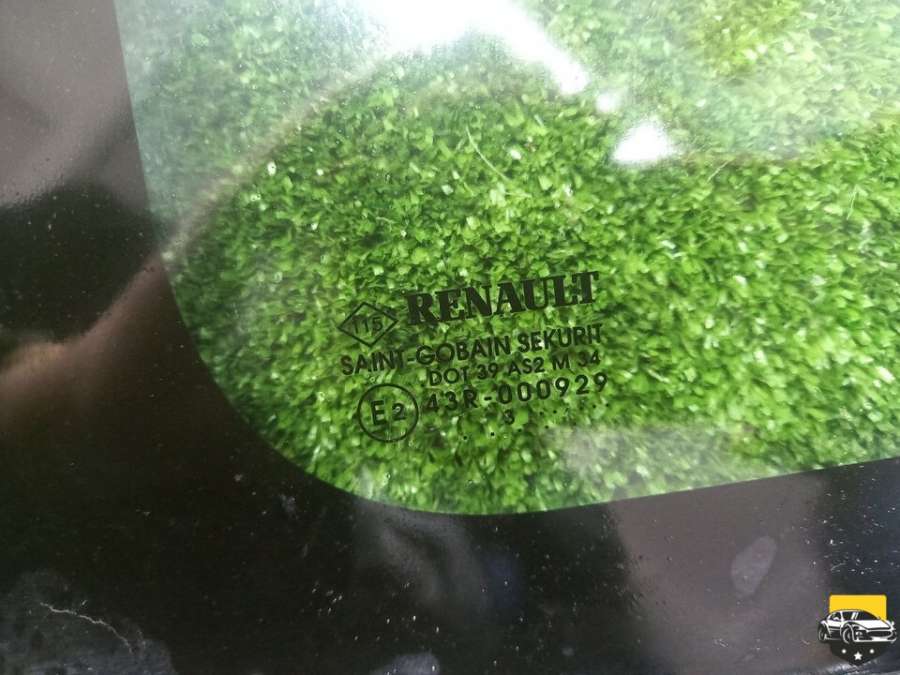 115 RENAULT
SAINT-GOBAIN SEKURIT
DOT 39 AS2 M 34
E2 43R-000929
3